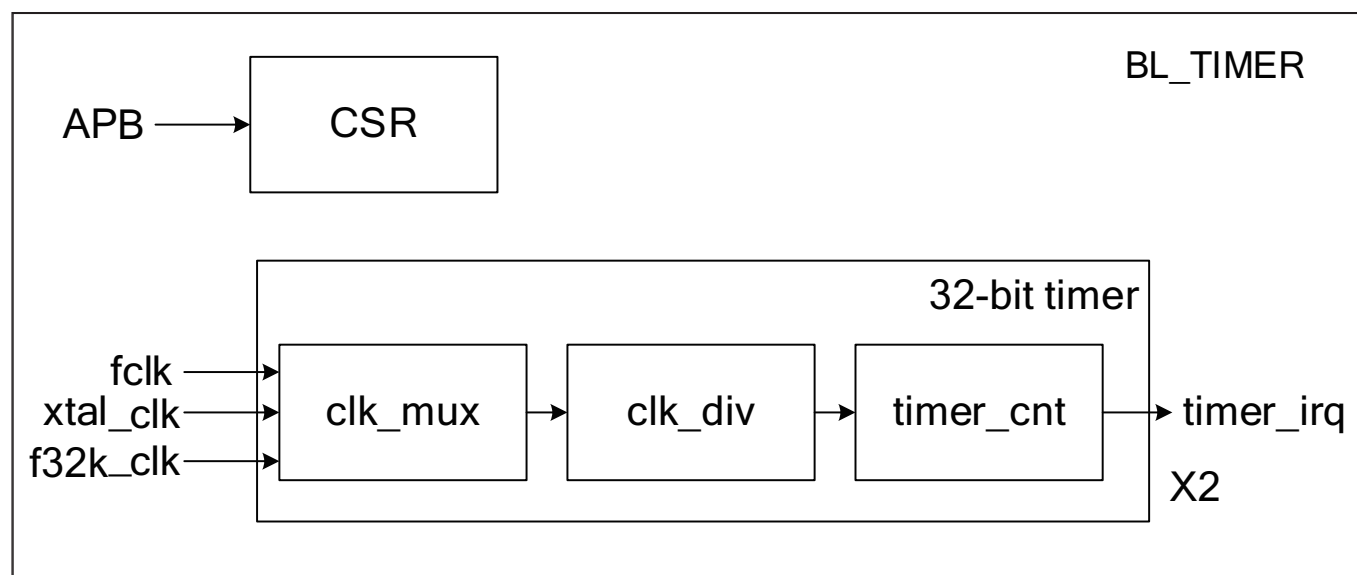 BL_TIMER
APB
CSR
32-bit timer
fclk
xtal_clk
f32k_clk
clk_mux
clk_div
timer_cnt
timer_irq
X2